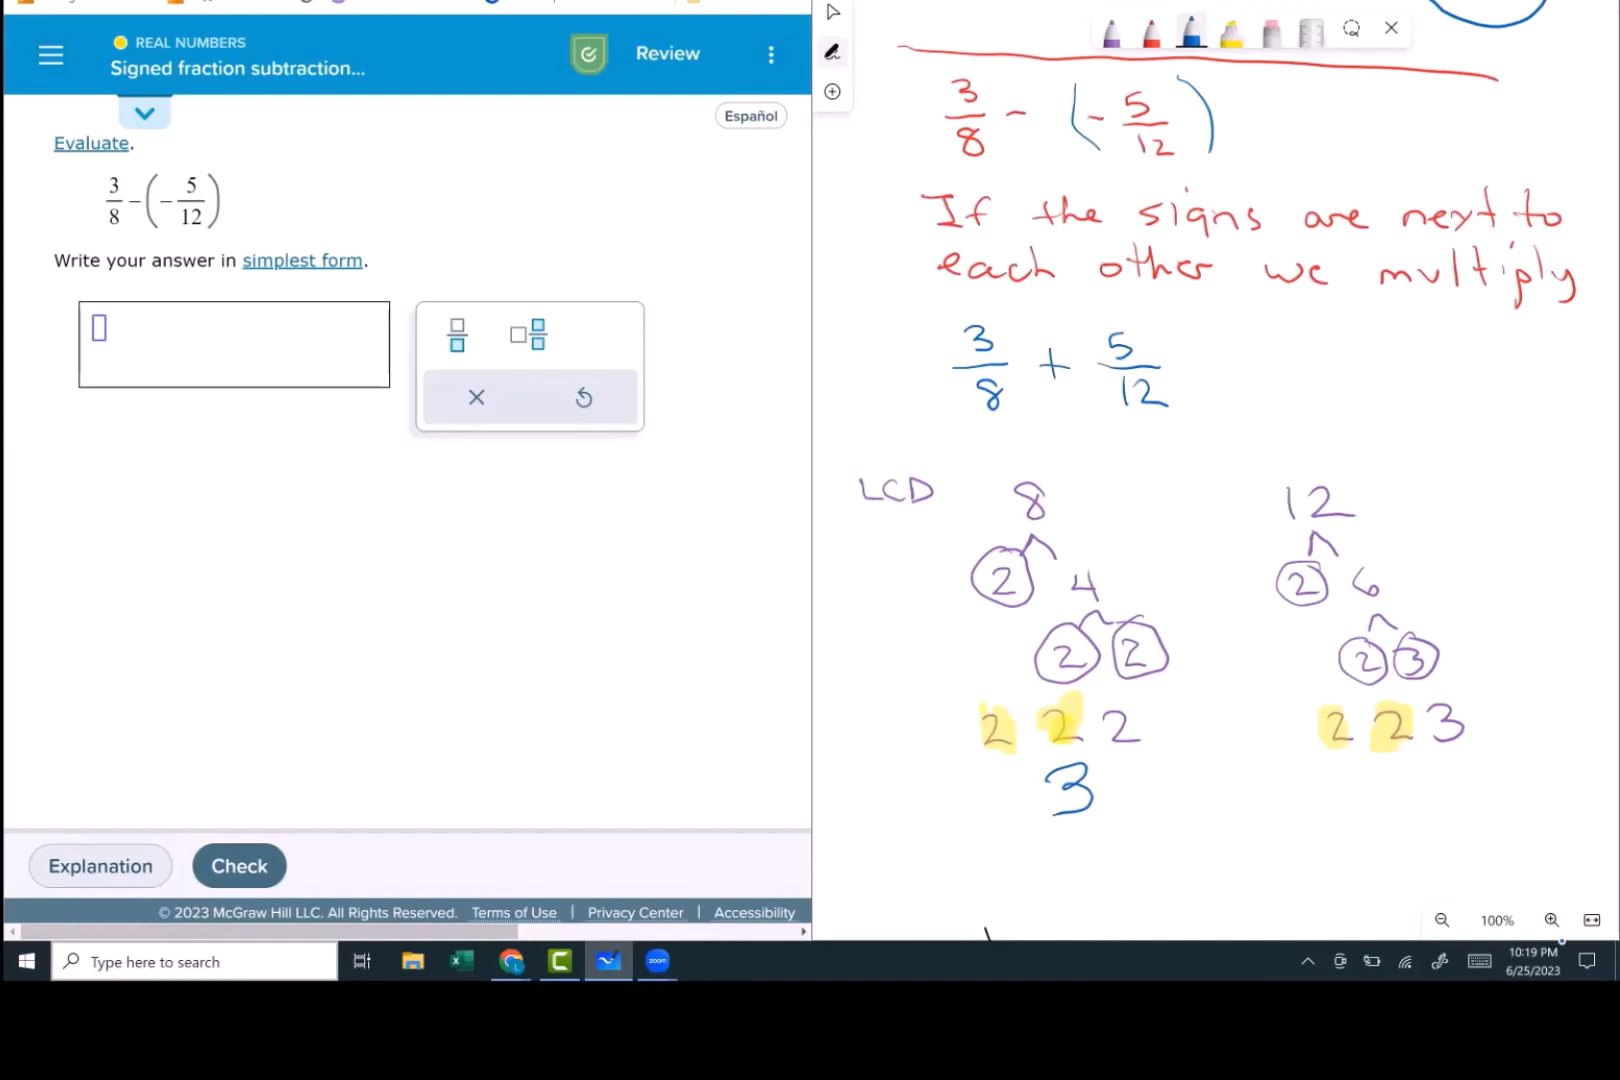 REAL NUMBERS
Signed fraction subtraction...
Review
Español
Evaluate.
3/8 - (- 5/12)
Write your answer in simplest form.
Explanation
Check
© 2023 McGraw Hill LLC. All Rights Reserved. Terms of Use | Privacy Center | Accessibility
3/8 - (- 5/12)
If the signs are next to
each other we multiply
3/8 + 5/12
LCD 8 12
2 4 2 6
2 2 2 3
2 2 2 2 2 3
3
100%
Type here to search
zoom
10:19 PM
6/25/2023